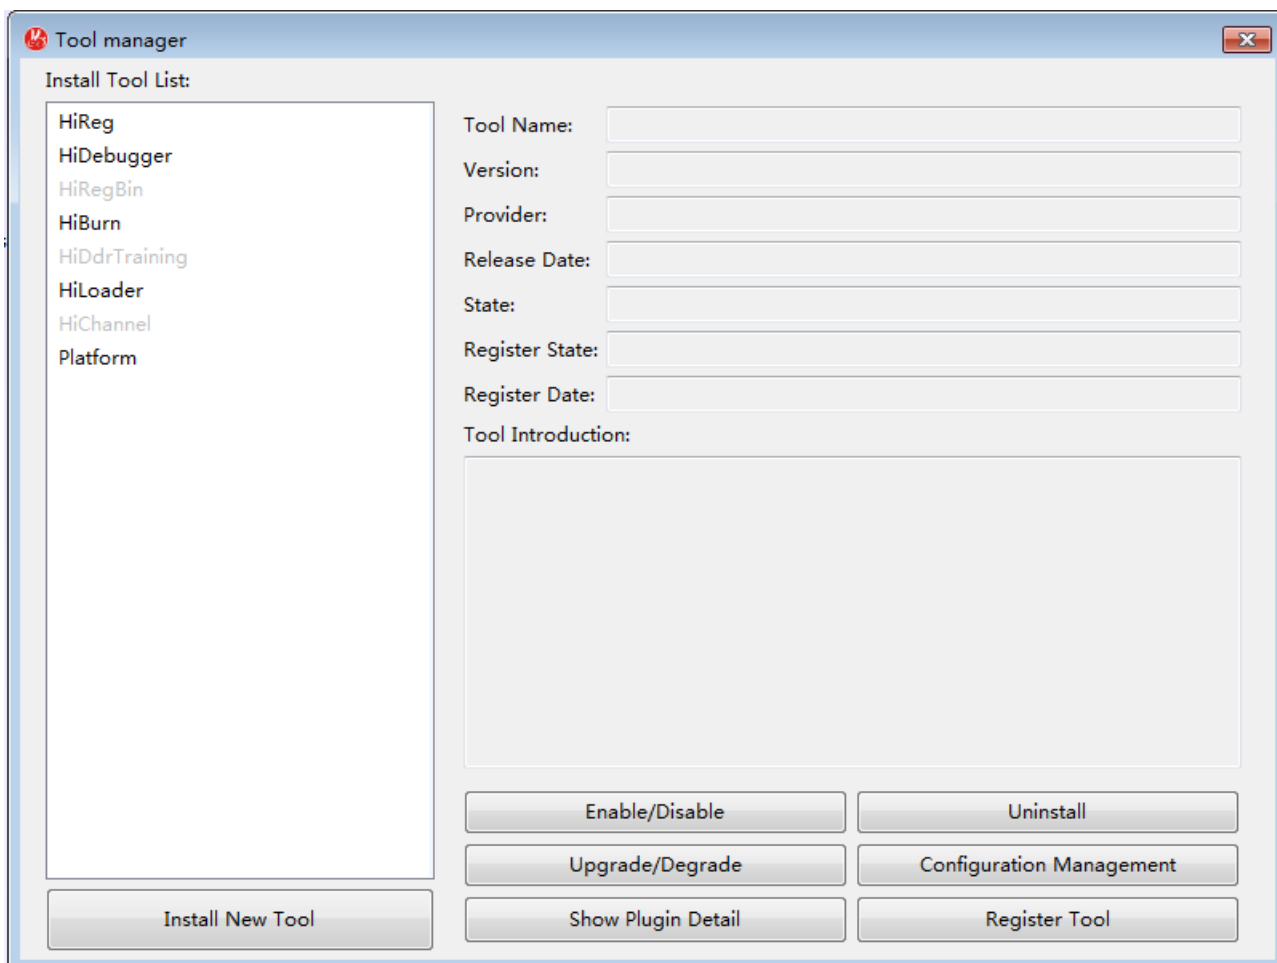 Tool manager
Install Tool List:
HiReg
HiDebugger
HiRegBin
HiBurn
HiDdrTraining
HiLoader
HiChannel
Platform
Install New Tool
Tool Name:
Version:
Provider:
Release Date:
State:
Register State:
Register Date:
Tool Introduction:
Enable/Disable
Uninstall
Upgrade/Degrade
Configuration Management
Show Plugin Detail
Register Tool